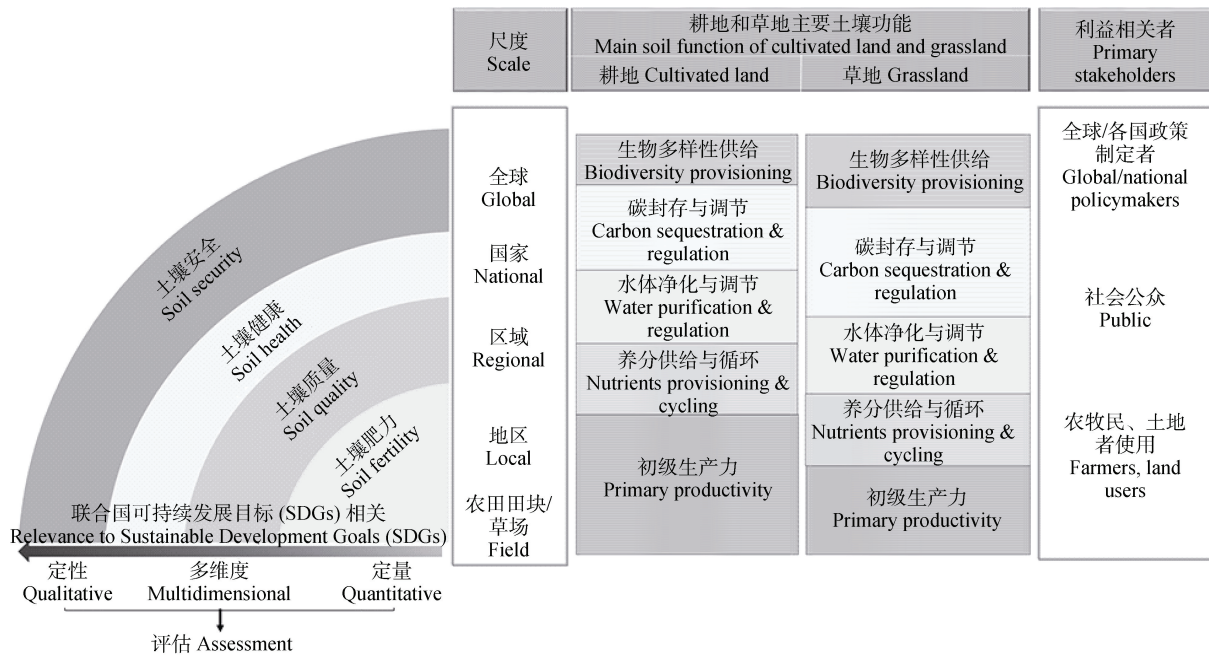 尺度
Scale
耕地和草地主要土壤功能
Main soil function of cultivated land and grassland
耕地 Cultivated land
草地 Grassland
利益相关者
Primary
stakeholders
土壤安全
Soil security
土壤健康
Soil health
土壤质量
Soil quality
土壤肥力
Soil fertility
联合国可持续发展目标 (SDGs) 相关
Relevance to Sustainable Development Goals (SDGs)
定性
Qualitative
多维度
Multidimensional
定量
Quantitative
评估 Assessment
全球
Global
国家
National
区域
Regional
地区
Local
农田田块/
草场
Field
生物多样性供给
Biodiversity provisioning
碳封存与调节
Carbon sequestration &
regulation
水体净化与调节
Water purification &
regulation
养分供给与循环
Nutrients provisioning &
cycling
初级生产力
Primary productivity
生物多样性供给
Biodiversity provisioning
碳封存与调节
Carbon sequestration &
regulation
水体净化与调节
Water purification &
regulation
养分供给与循环
Nutrients provisioning &
cycling
初级生产力
Primary productivity
全球/各国政策
制定者
Global/national
policymakers
社会公众
Public
农牧民、土地
者使用
Farmers, land
users